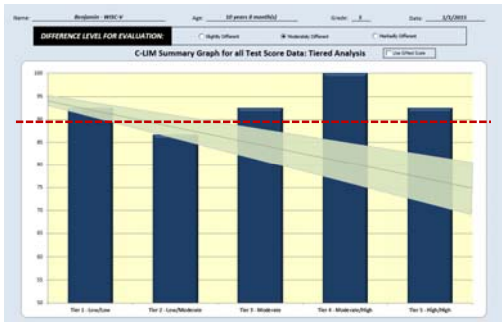 Name: Benjamin - WISC-V Age: 10 years 0 month(s) Grade: 5 Date: 1/1/2015
DIFFERENCE LEVEL FOR EVALUATION: Slightly Different Moderately Different Markedly Different
C-LIM Summary Graph for all Test Score Data: Tiered Analysis Use Gifted Scale
100
95
90
85
80
75
70
65
60
55
50
Tier 1 - Low/Low Tier 2 - Low/Moderate Tier 3 - Moderate Tier 4 - Moderate/High Tier 5 - High/High